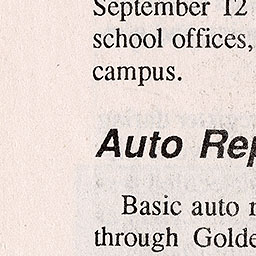 September 12
school offices,
campus.
Auto Rep
Basic auto r
through Golde